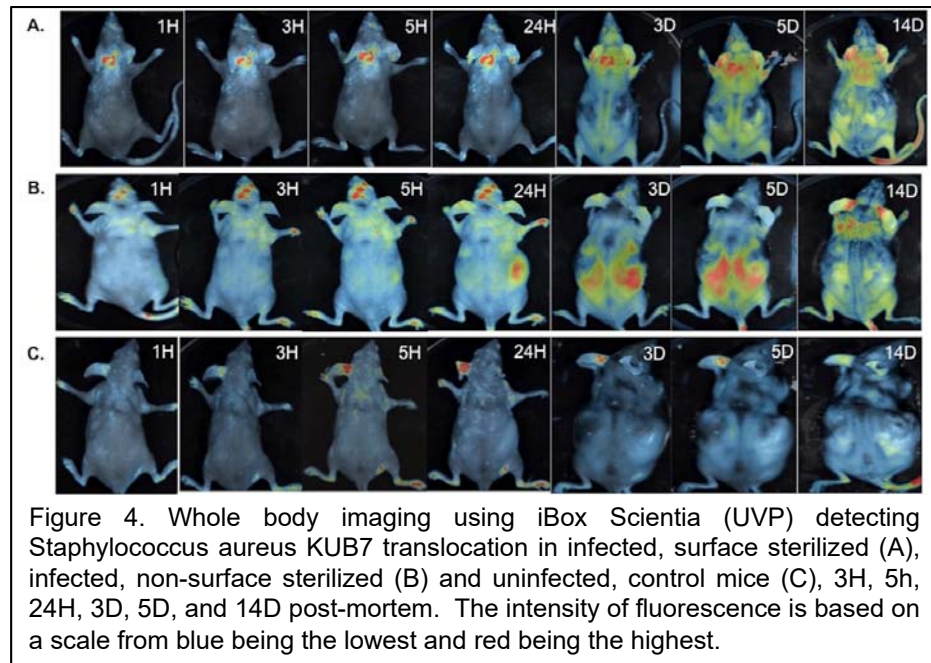 A. 1H 3H 5H 24H 3D 5D 14D
B. 1H 3H 5H 24H 3D 5D 14D
C. 1H 3H 5H 24H 3D 5D 14D
Figure 4. Whole body imaging using iBox Scientia (UVP) detecting
Staphylococcus aureus KUB7 translocation in infected, surface sterilized (A),
infected, non-surface sterilized (B) and uninfected, control mice (C), 3H, 5h,
24H, 3D, 5D, and 14D post-mortem. The intensity of fluorescence is based on
a scale from blue being the lowest and red being the highest.